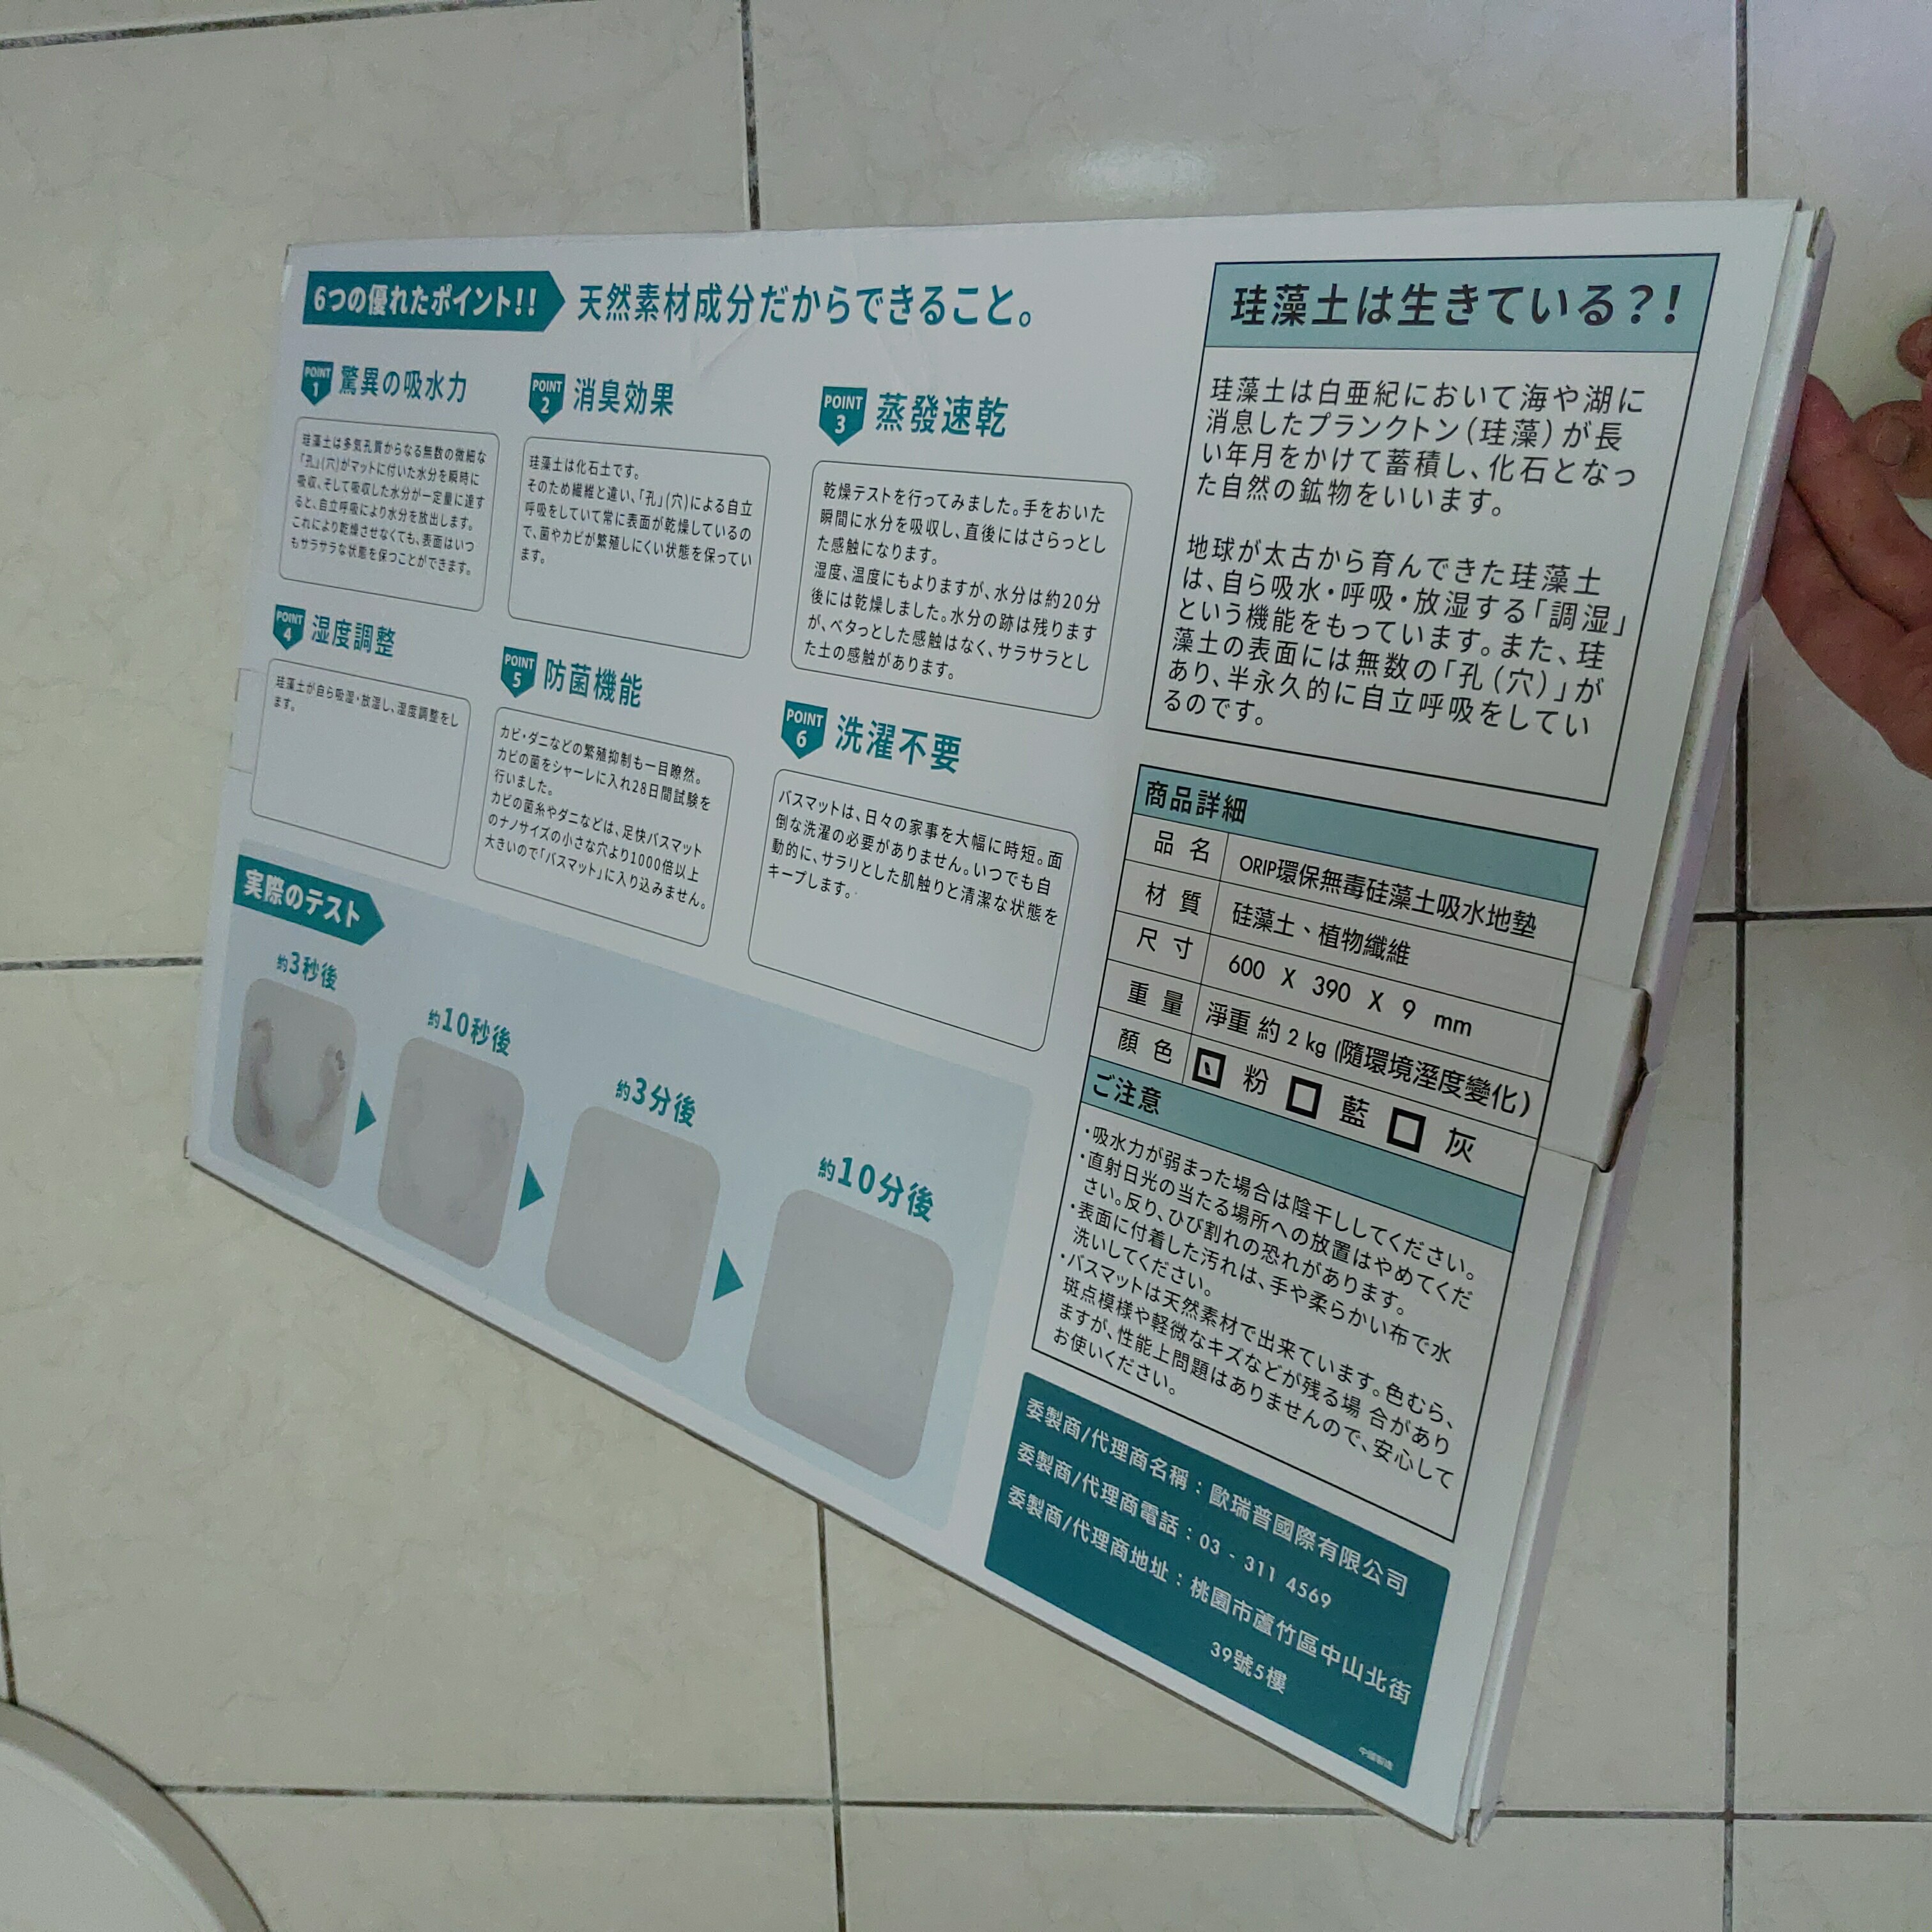 6つの優れたポイント!!
天然素材成分だからできること。
POINT 1
驚異の吸水力
珪藻土は多気孔質からなる無数の微細な
「孔」(穴)がマットに付いた水分を瞬時に
吸収、そして吸収した水分が一定量に達す
ると、自立呼吸により水分を放出します。
これにより乾燥させなくても、表面はいつ
もサラサラな状態を保つことができます。
POINT 2
消臭効果
珪藻土は化石土です。
そのため繊維と違い、「孔」(穴)による自立
呼吸をしていて常に表面が乾燥しているの
で、菌やカビが繁殖しにくい状態を保ってい
ます。
POINT 3
蒸發速乾
乾燥テストを行ってみました。手をおいた
瞬間に水分を吸収し、直後にはさらっとし
た感触になります。
湿度、温度にもよりますが、水分は約20分
後には乾燥しました。水分の跡は残ります
が、ベタっとした感触はなく、サラサラとし
た土の感触があります。
POINT 4
湿度調整
珪藻土が自ら吸湿・放湿し、湿度調整をし
ます。
POINT 5
防菌機能
カビ・ダニなどの繁殖抑制も一目瞭然。
カビの菌をシャーレに入れ28日間試験を
行いました。
カビの菌糸やダニなどは、足快バスマット
のナノサイズの小さな穴より1000倍以上
大きいので「バスマット」に入り込みません。
POINT 6
洗濯不要
バスマットは、日々の家事を大幅に時短。面
倒な洗濯の必要がありません。いつでも自
動的に、サラリとした肌触りと清潔な状態を
キープします。
実際のテスト
約3秒後
約10秒後
約3分後
約10分後
珪藻土は生きている?!
珪藻土は白亜紀において海や湖に
消息したプランクトン(珪藻)が長
い年月をかけて蓄積し、化石となっ
た自然の鉱物をいいます。
地球が太古から育んできた珪藻土
は、自ら吸水・呼吸・放湿する「調湿」
という機能をもっています。また、珪
藻土の表面には無数の「孔(穴)」が
あり、半永久的に自立呼吸をしてい
るのです。
商品詳細
品名 ORIP環保無毒硅藻土吸水地墊
材質 硅藻土、植物纖維
尺寸 600 X 390 X 9 mm
重量 淨重 約 2 kg (隨環境溼度變化)
顏色 粉 藍 灰
ご注意
・吸水力が弱まった場合は陰干ししてください。
・直射日光の当たる場所への放置はやめてくだ
さい。反り、ひび割れの恐れがあります。
・表面に付着した汚れは、手や柔らかい布で水
洗いしてください。
・バスマットは天然素材で出来ています。色むら、
斑点模様や軽微なキズなどが残る場 合があり
ますが、性能上問題はありませんので、安心して
お使いください。
委製商/代理商名稱：歐瑞普國際有限公司
委製商/代理商電話：03 - 311 4569
委製商/代理商地址：桃園市蘆竹區中山北街
39號5樓
中國製造